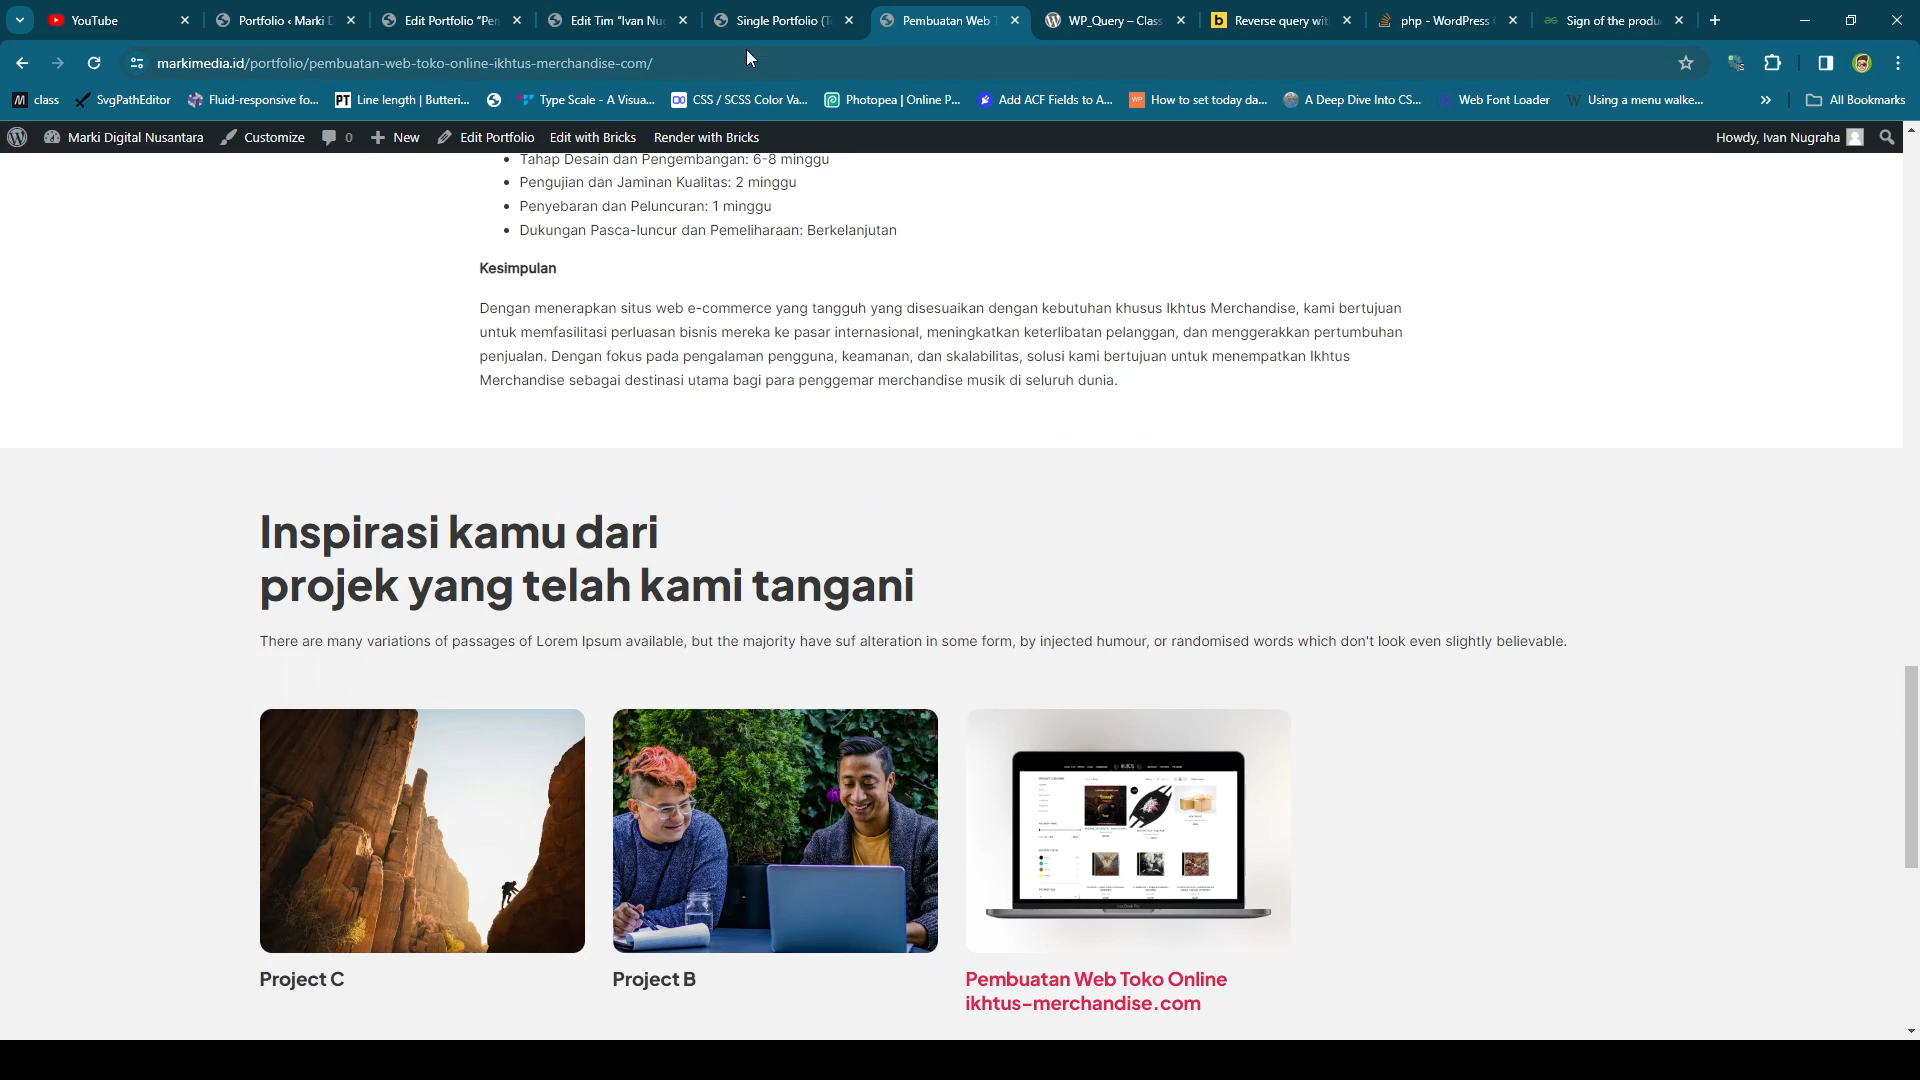 YouTube
Portfolio ‹ Marki D
Edit Portfolio “Pen
Edit Tim “Ivan Nug
Single Portfolio (Te
Pembuatan Web T
WP_Query – Class
Reverse query wit
php - WordPress
Sign of the produ
markimedia.id/portfolio/pembuatan-web-toko-online-ikhtus-merchandise-com/
class
SvgPathEditor
Fluid-responsive fo...
PT Line length | Butteri...
Type Scale - A Visua...
CSS / SCSS Color Va...
Photopea | Online P...
Add ACF Fields to A...
WP How to set today da...
A Deep Dive Into CS...
Web Font Loader
Using a menu walke...
All Bookmarks
Marki Digital Nusantara
Customize
0
New
Edit Portfolio
Edit with Bricks
Render with Bricks
Howdy, Ivan Nugraha
Tahap Desain dan Pengembangan: 6-8 minggu
Pengujian dan Jaminan Kualitas: 2 minggu
Penyebaran dan Peluncuran: 1 minggu
Dukungan Pasca-luncur dan Pemeliharaan: Berkelanjutan
Kesimpulan
Dengan menerapkan situs web e-commerce yang tangguh yang disesuaikan dengan kebutuhan khusus Ikhtus Merchandise, kami bertujuan
untuk memfasilitasi perluasan bisnis mereka ke pasar internasional, meningkatkan keterlibatan pelanggan, dan menggerakkan pertumbuhan
penjualan. Dengan fokus pada pengalaman pengguna, keamanan, dan skalabilitas, solusi kami bertujuan untuk menempatkan Ikhtus
Merchandise sebagai destinasi utama bagi para penggemar merchandise musik di seluruh dunia.
Inspirasi kamu dari
projek yang telah kami tangani
There are many variations of passages of Lorem Ipsum available, but the majority have suf alteration in some form, by injected humour, or randomised words which don't look even slightly believable.
Project C
Project B
Pembuatan Web Toko Online
ikhtus-merchandise.com